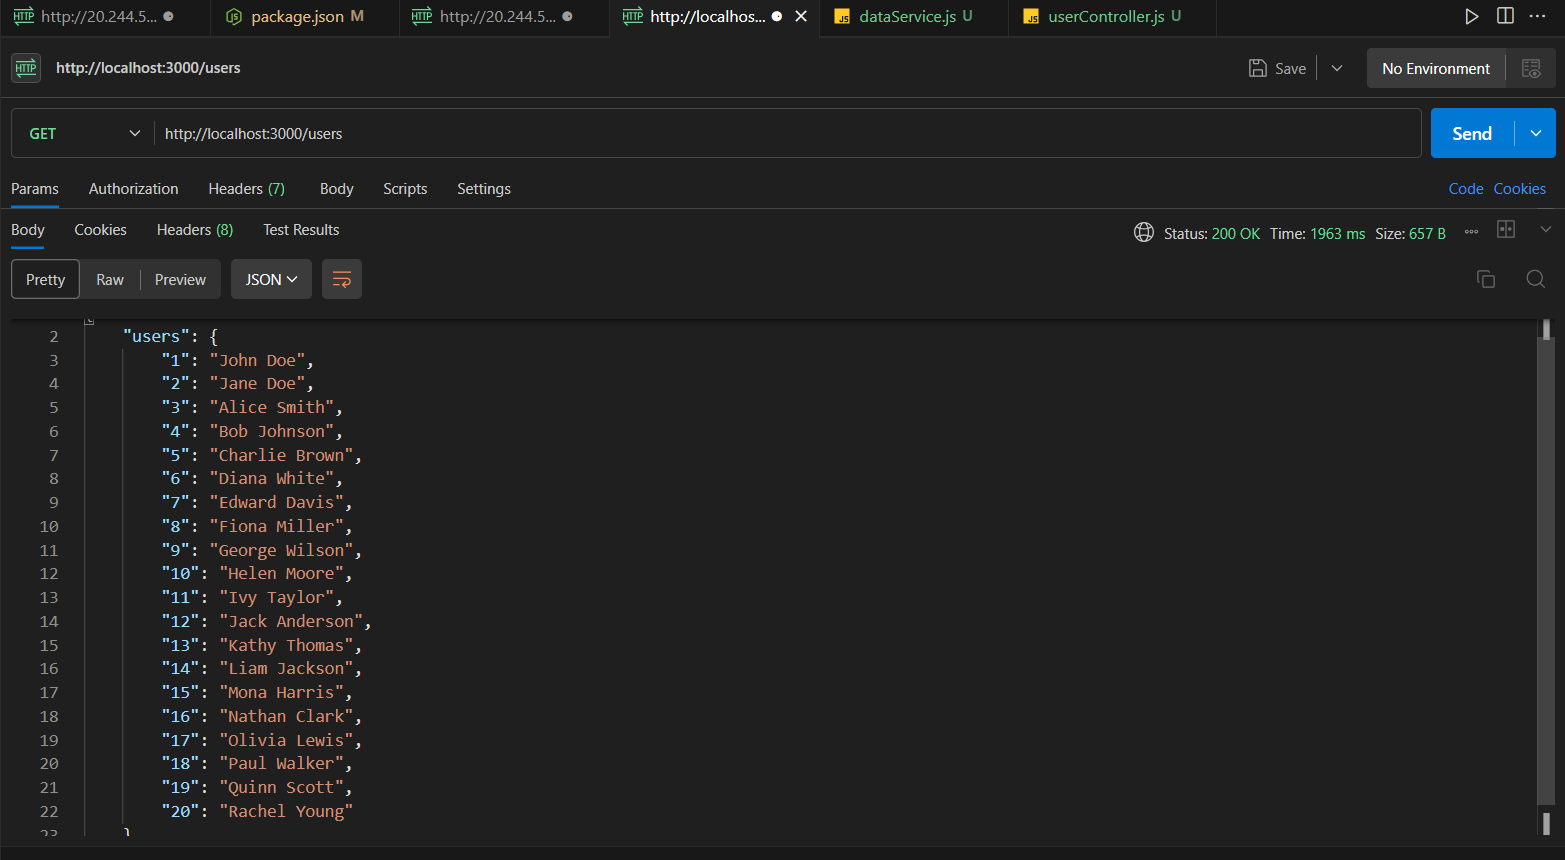 HTTP http://20.244.5... package.json M HTTP http://20.244.5... HTTP http://localhos... JS dataService.js U JS userController.js U
HTTP http://localhost:3000/users Save No Environment
GET http://localhost:3000/users Send
Params Authorization Headers (7) Body Scripts Settings Code Cookies
Body Cookies Headers (8) Test Results Status: 200 OK Time: 1963 ms Size: 657 B
Pretty Raw Preview JSON
2 "users": {
3 "1": "John Doe",
4 "2": "Jane Doe",
5 "3": "Alice Smith",
6 "4": "Bob Johnson",
7 "5": "Charlie Brown",
8 "6": "Diana White",
9 "7": "Edward Davis",
10 "8": "Fiona Miller",
11 "9": "George Wilson",
12 "10": "Helen Moore",
13 "11": "Ivy Taylor",
14 "12": "Jack Anderson",
15 "13": "Kathy Thomas",
16 "14": "Liam Jackson",
17 "15": "Mona Harris",
18 "16": "Nathan Clark",
19 "17": "Olivia Lewis",
20 "18": "Paul Walker",
21 "19": "Quinn Scott",
22 "20": "Rachel Young"
23 }